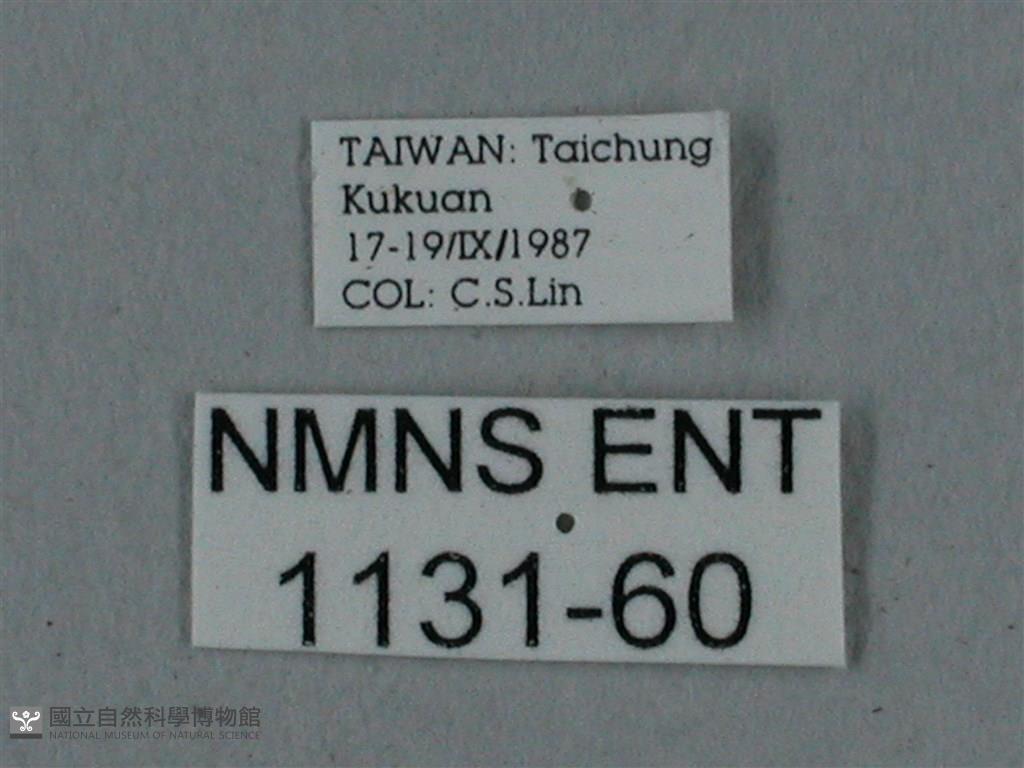 TAIWAN: Taichung
Kukuan
17-19/IX/1987
COL: C.S.Lin
NMNS ENT
1131-60
國立自然科學博物館
NATIONAL MUSEUM OF NATURAL SCIENCE